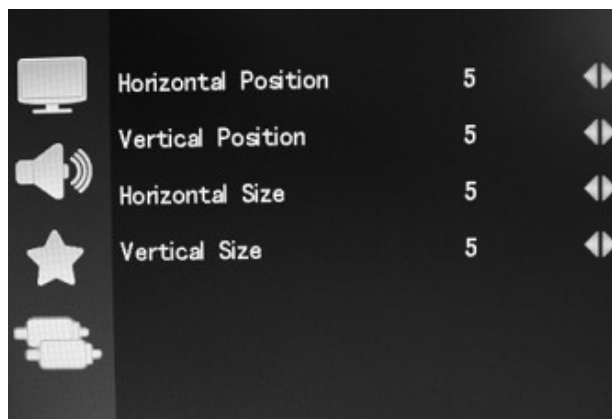 Horizontal Position 5
Vertical Position 5
Horizontal Size 5
Vertical Size 5